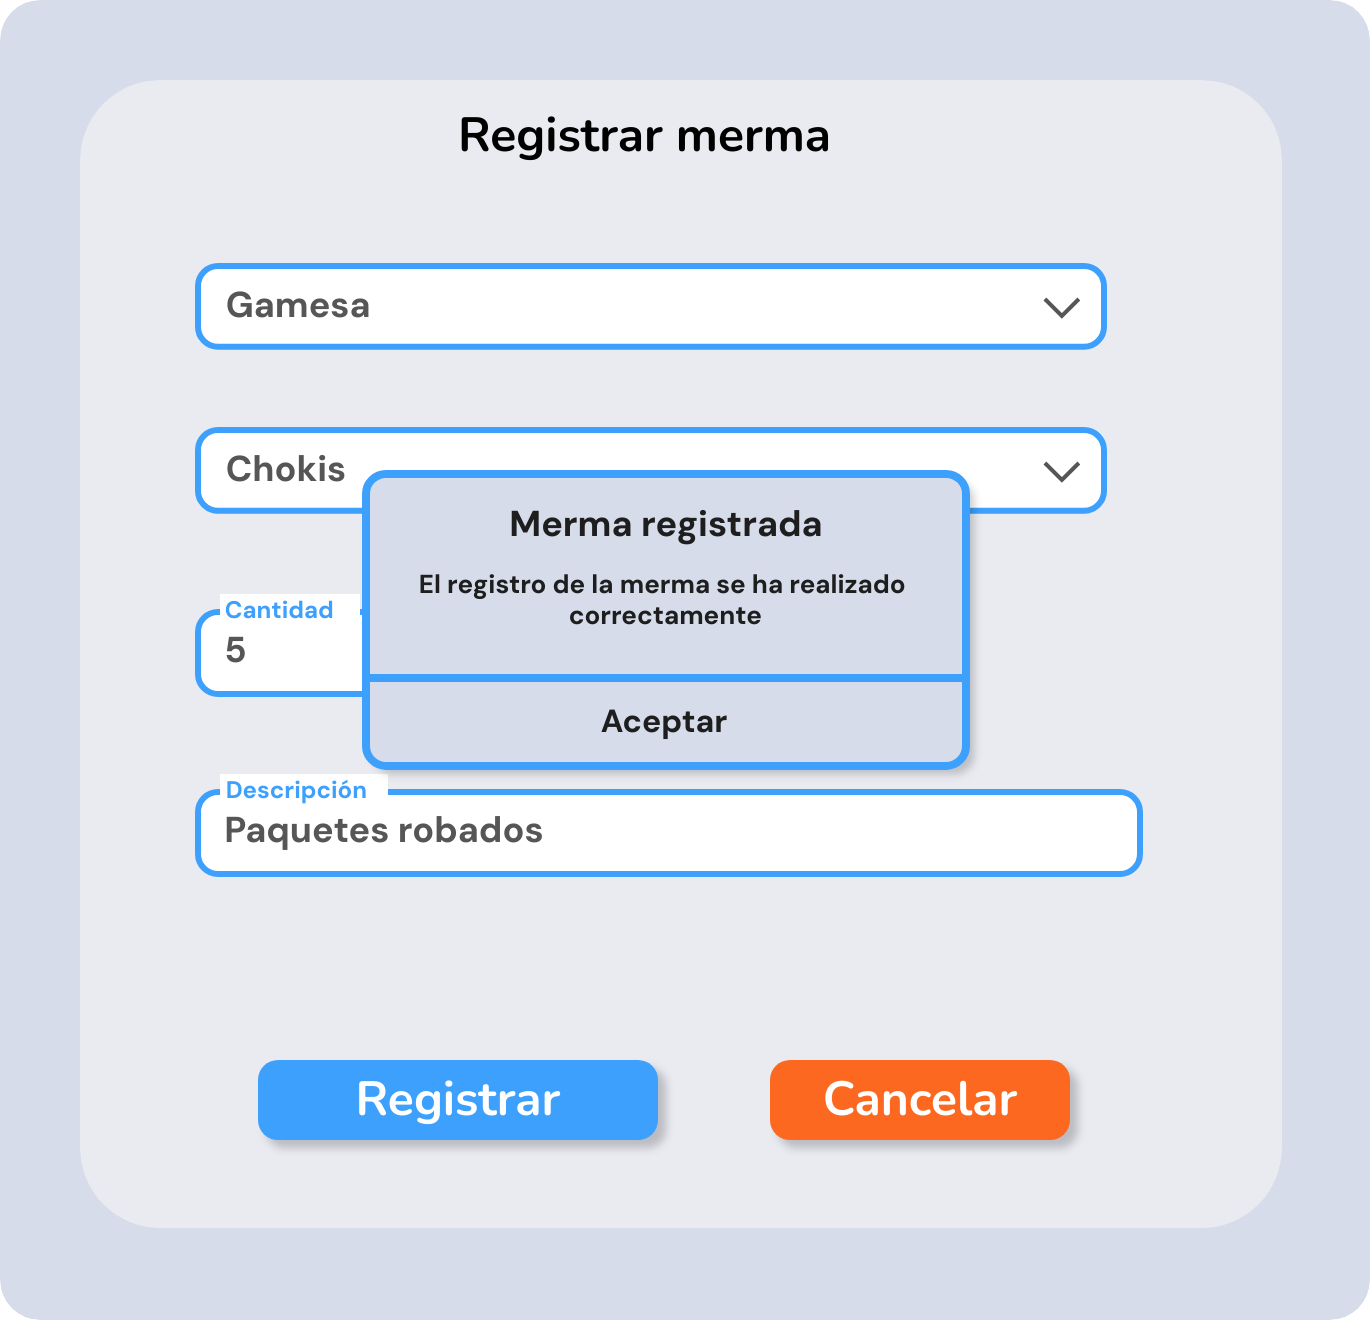 Registrar merma
Gamesa
Chokis
Merma registrada
El registro de la merma se ha realizado
correctamente
Aceptar
Cantidad
5
Descripción
Paquetes robados
Registrar
Cancelar